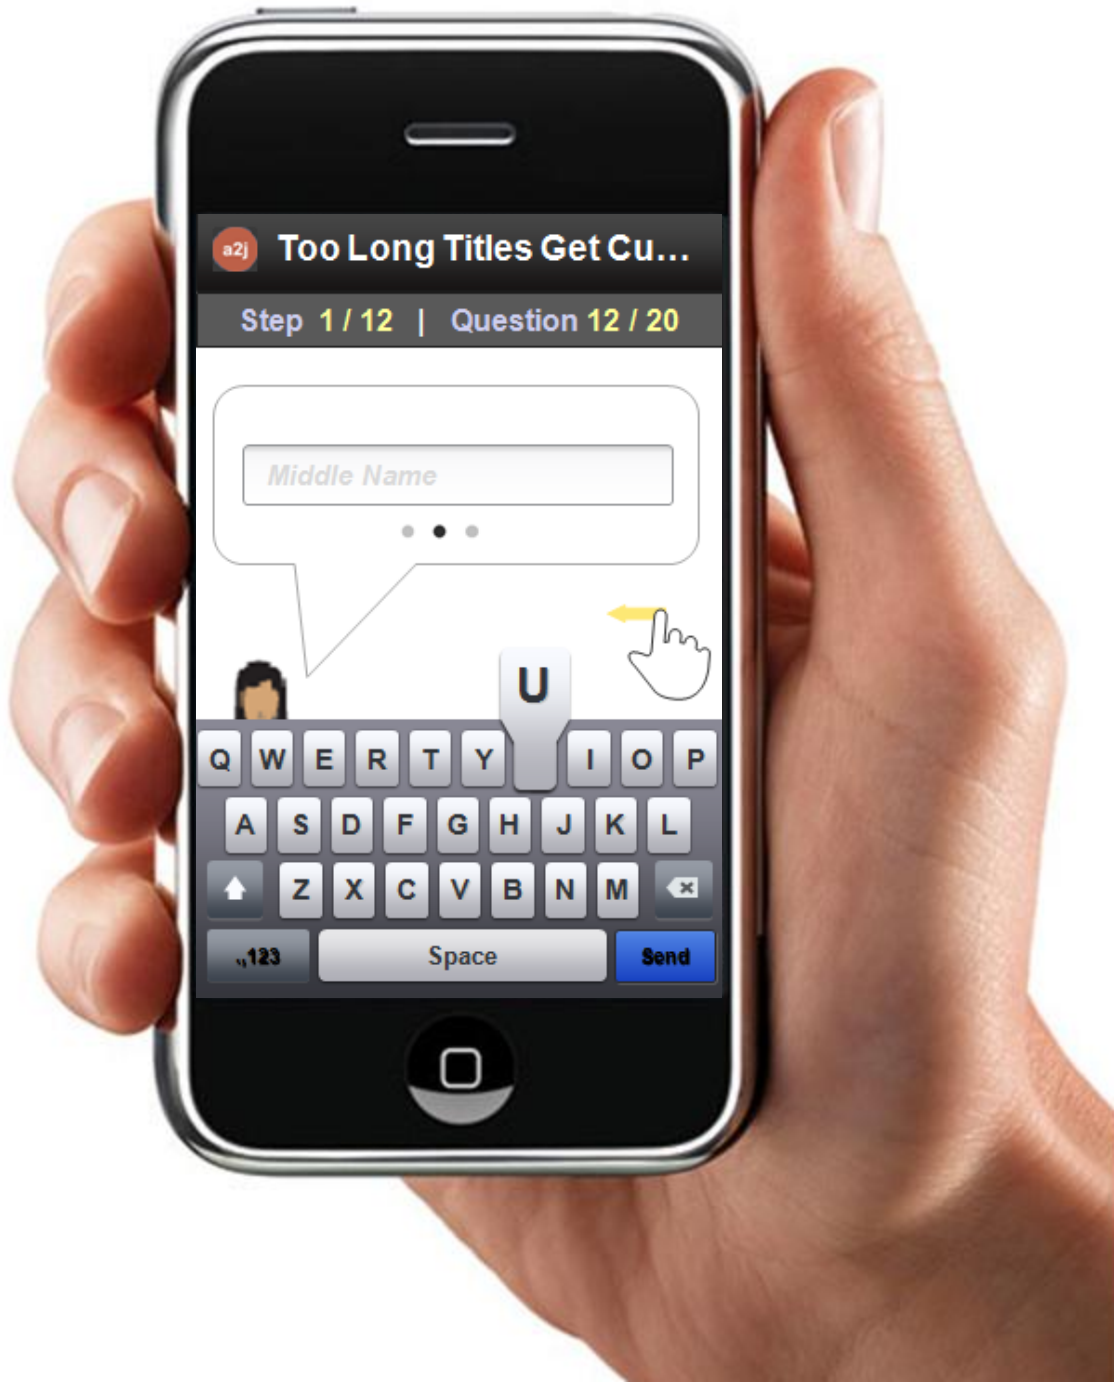 a2j Too Long Titles Get Cu...
Step 1 / 12 | Question 12 / 20
Middle Name
U
Q W E R T Y I O P
A S D F G H J K L
Z X C V B N M
.,123 Space Send